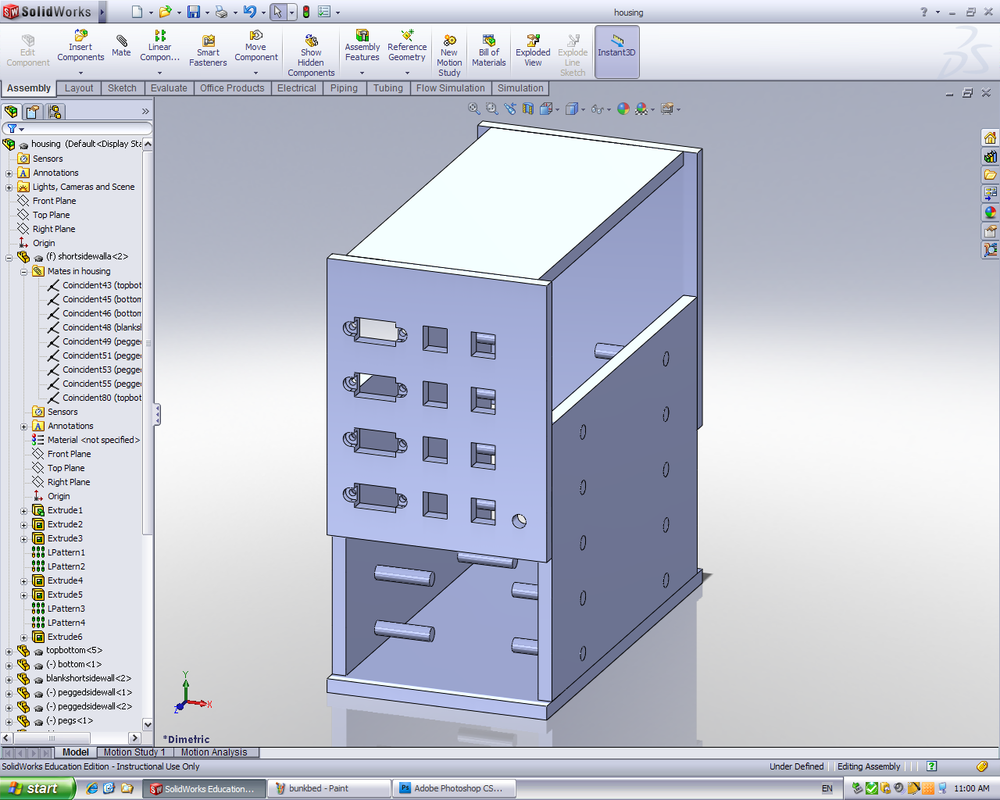 SolidWorks
housing
Edit Component
Insert Components
Mate
Linear Compon...
Smart Fasteners
Move Component
Show Hidden Components
Assembly Features
Reference Geometry
New Motion Study
Bill of Materials
Exploded View
Explode Line Sketch
Instant3D
Assembly Layout Sketch Evaluate Office Products Electrical Piping Tubing Flow Simulation Simulation
housing (Default<Display Sta
Sensors
Annotations
Lights, Cameras and Scene
Front Plane
Top Plane
Right Plane
Origin
(f) shortsidewalla<2>
Mates in housing
Coincident43 (topbot
Coincident45 (bottom
Coincident46 (bottom
Coincident48 (blanksl
Coincident49 (pegge
Coincident51 (pegge
Coincident53 (pegge
Coincident55 (pegge
Coincident80 (topbot
Sensors
Annotations
Material <not specified>
Front Plane
Top Plane
Right Plane
Origin
Extrude1
Extrude2
Extrude3
LPattern1
LPattern2
Extrude4
Extrude5
LPattern3
LPattern4
Extrude6
topbottom<5>
(-) bottom<1>
blankshortsidewall<2>
(-) peggedsidewall<1>
(-) peggedsidewall<2>
(-) pegs<1>
Y
X
Z
*Dimetric
Model Motion Study 1 Motion Analysis
SolidWorks Education Edition - Instructional Use Only
Under Defined Editing Assembly
start
SolidWorks Education...
bunkbed - Paint
Adobe Photoshop CS...
EN
11:00 AM